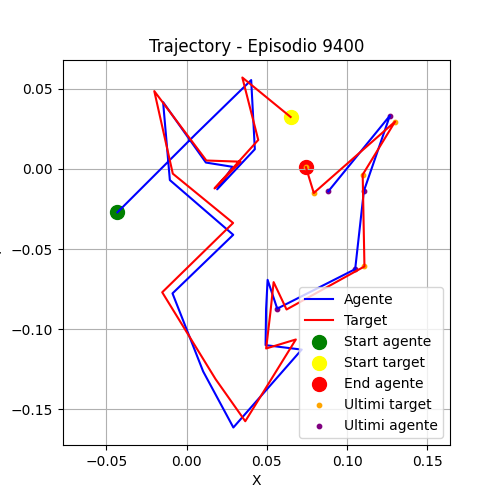 Trajectory - Episodio 9400
0.05
0.00
−0.05
−0.10
−0.15
−0.05
0.00
0.05
0.10
0.15
X
Agente
Target
Start agente
Start target
End agente
Ultimi target
Ultimi agente